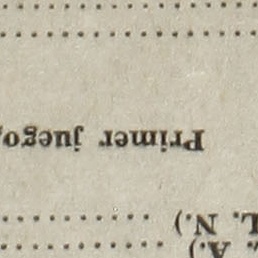 A.) . . . . . . . . . .
L. N.) . . . . . . . . . .
Primer juego,
. . . . . . . . . . . . . . . . .
. . . . . . . . . . . . . . . . .